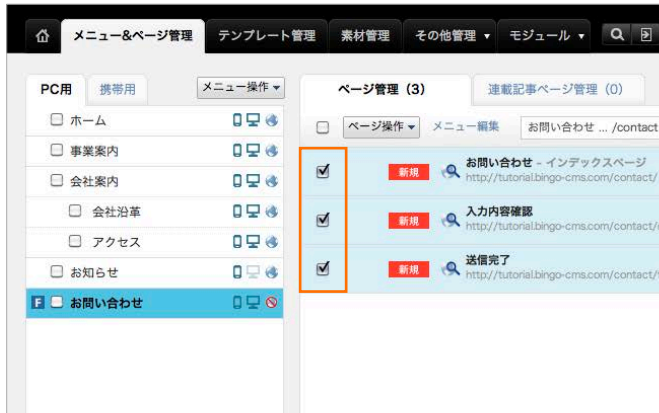 メニュー&ページ管理 テンプレート管理 素材管理 その他管理 ▼ モジュール ▼
PC用 携帯用 メニュー操作 ▼
ホーム
事業案内
会社案内
会社沿革
アクセス
お知らせ
F お問い合わせ
ページ管理（3） 連載記事ページ管理（0）
ページ操作 ▼ メニュー編集 お問い合わせ ... /contact
新規 お問い合わせ - インデックスページ
http://tutorial.bingo-cms.com/contact/
新規 入力内容確認
http://tutorial.bingo-cms.com/contact/
新規 送信完了
http://tutorial.bingo-cms.com/contact/